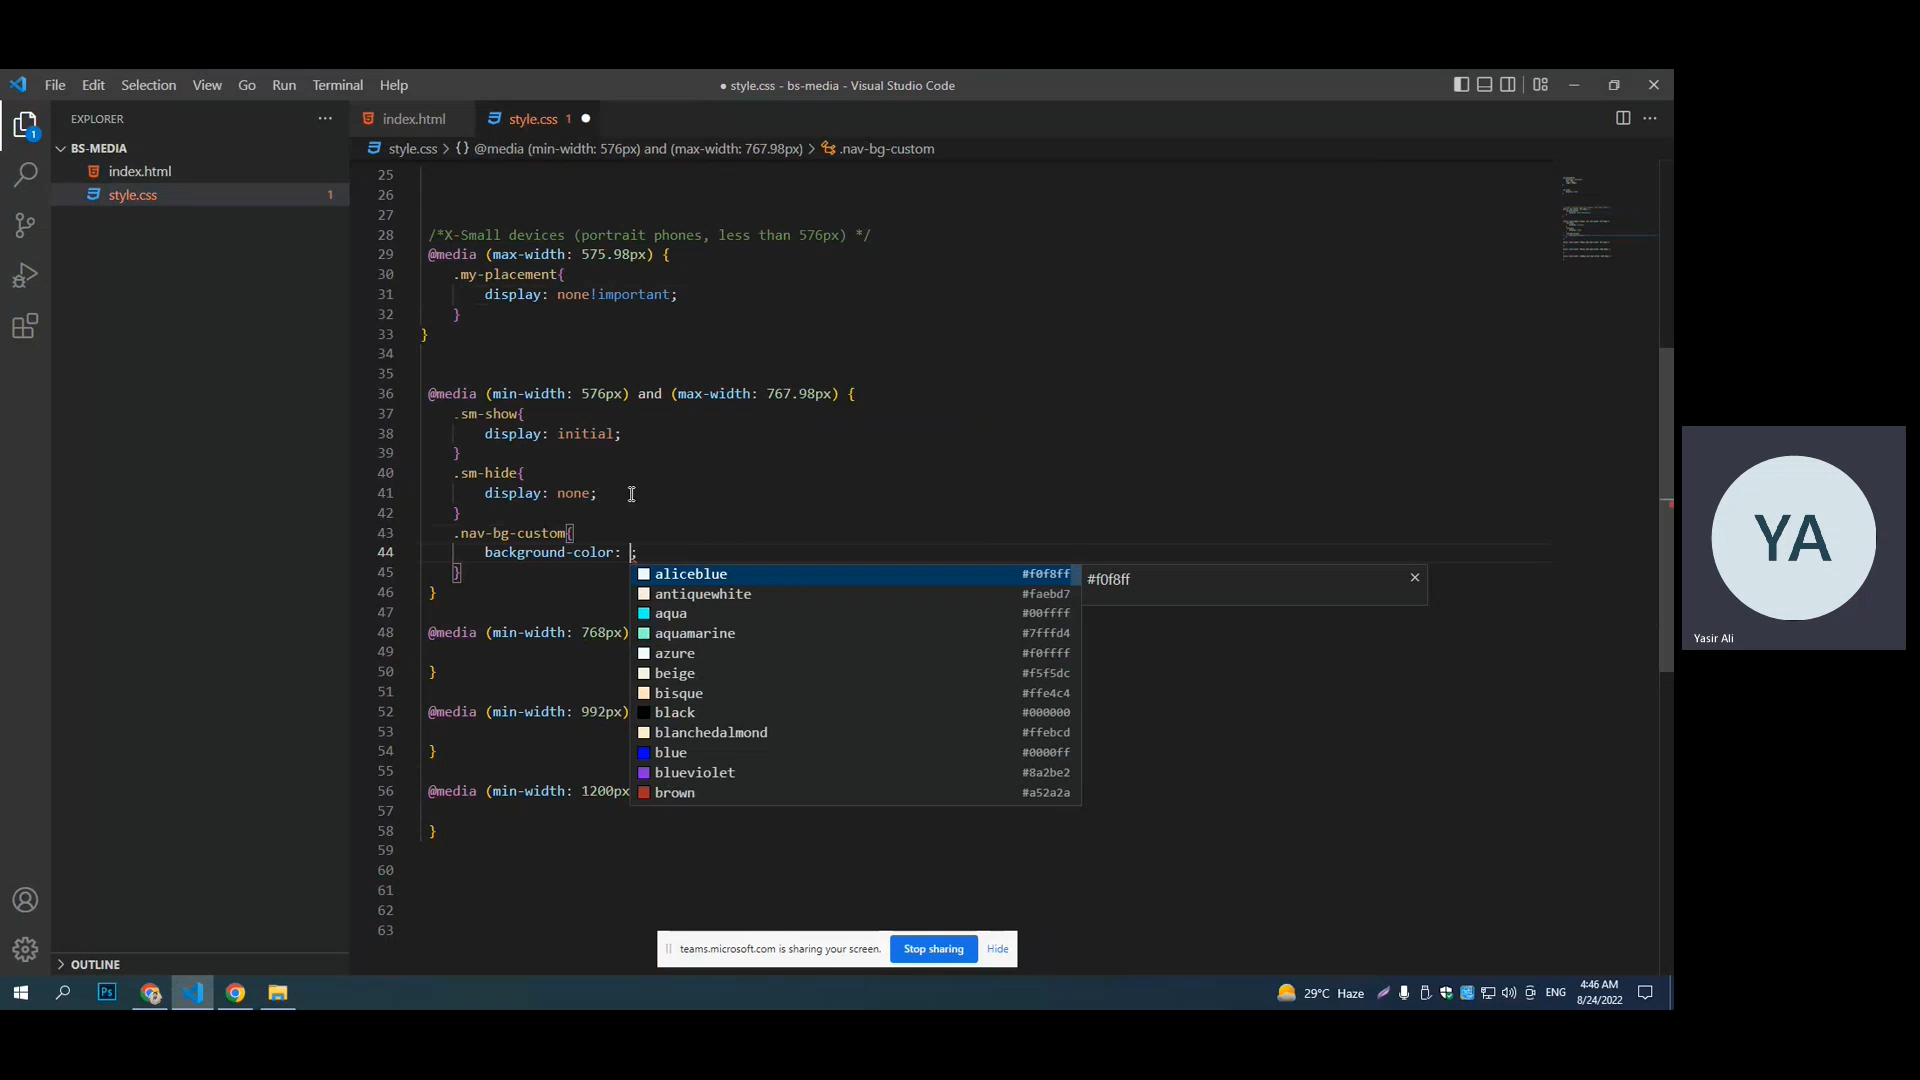 File Edit Selection View Go Run Terminal Help
● style.css - bs-media - Visual Studio Code
EXPLORER
index.html
style.css 1
BS-MEDIA
index.html
style.css 1
style.css > {} @media (min-width: 576px) and (max-width: 767.98px) > .nav-bg-custom
25
26
27
28 /*X-Small devices (portrait phones, less than 576px) */
29 @media (max-width: 575.98px) {
30 .my-placement{
31 display: none!important;
32 }
33 }
34
35
36 @media (min-width: 576px) and (max-width: 767.98px) {
37 .sm-show{
38 display: initial;
39 }
40 .sm-hide{
41 display: none;
42 }
43 .nav-bg-custom{
44 background-color: ;
45 }
46 }
47
48 @media (min-width: 768px)
49
50 }
51
52 @media (min-width: 992px)
53
54 }
55
56 @media (min-width: 1200px
57
58 }
59
60
61
62
63
aliceblue #f0f8ff
antiquewhite #faebd7
aqua #00ffff
aquamarine #7fffd4
azure #f0ffff
beige #f5f5dc
bisque #ffe4c4
black #000000
blanchedalmond #ffebcd
blue #0000ff
blueviolet #8a2be2
brown #a52a2a
#f0f8ff
OUTLINE
teams.microsoft.com is sharing your screen. Stop sharing Hide
1
Ps
29°C Haze
ENG
4:46 AM
8/24/2022
YA
Yasir Ali